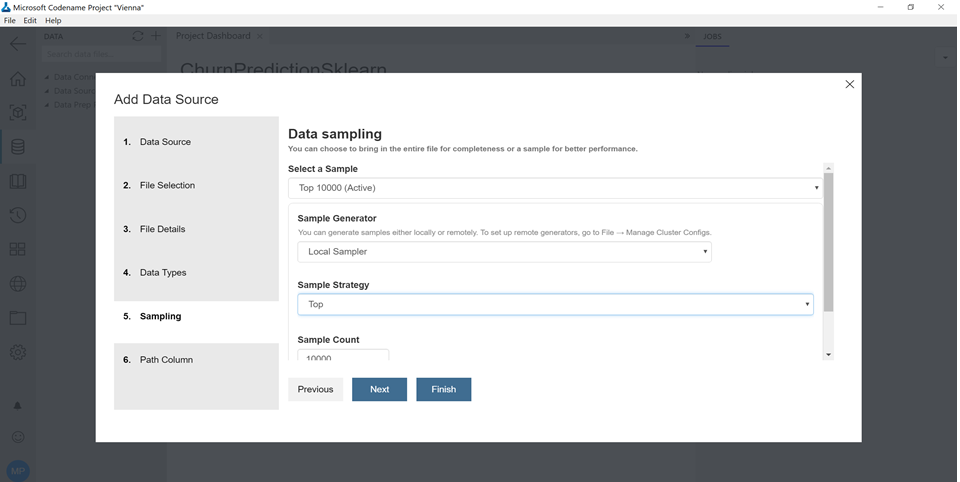 Microsoft Codename Project "Vienna"
File Edit Help
DATA
Project Dashboard
JOBS
Search data files...
ChurnPredictionSklearn
Data Conne
Data Sourc
Data Prep
Add Data Source
1. Data Source
2. File Selection
3. File Details
4. Data Types
5. Sampling
6. Path Column
Data sampling
You can choose to bring in the entire file for completeness or a sample for better performance.
Select a Sample
Top 10000 (Active)
Sample Generator
You can generate samples either locally or remotely. To set up remote generators, go to File → Manage Cluster Configs.
Local Sampler
Sample Strategy
Top
Sample Count
10000
Previous
Next
Finish
MP